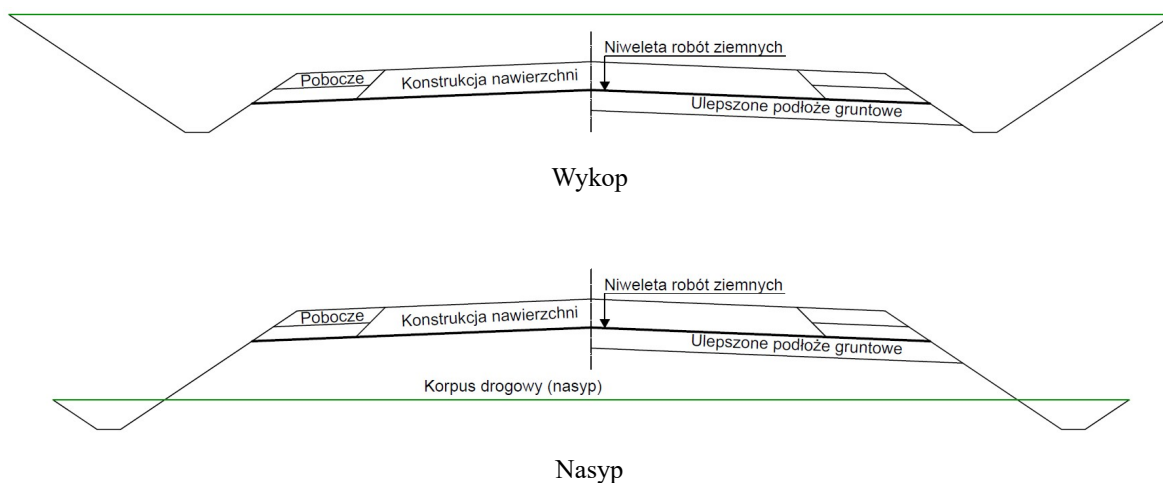 Niweleta robót ziemnych
Pobocze
Konstrukcja nawierzchni
Ulepszone podłoże gruntowe
Wykop
Niweleta robót ziemnych
Pobocze
Konstrukcja nawierzchni
Ulepszone podłoże gruntowe
Korpus drogowy (nasyp)
Nasyp